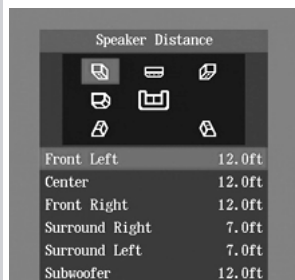 Speaker Distance
Front Left 12.0ft
Center 12.0ft
Front Right 12.0ft
Surround Right 7.0ft
Surround Left 7.0ft
Subwoofer 12.0ft